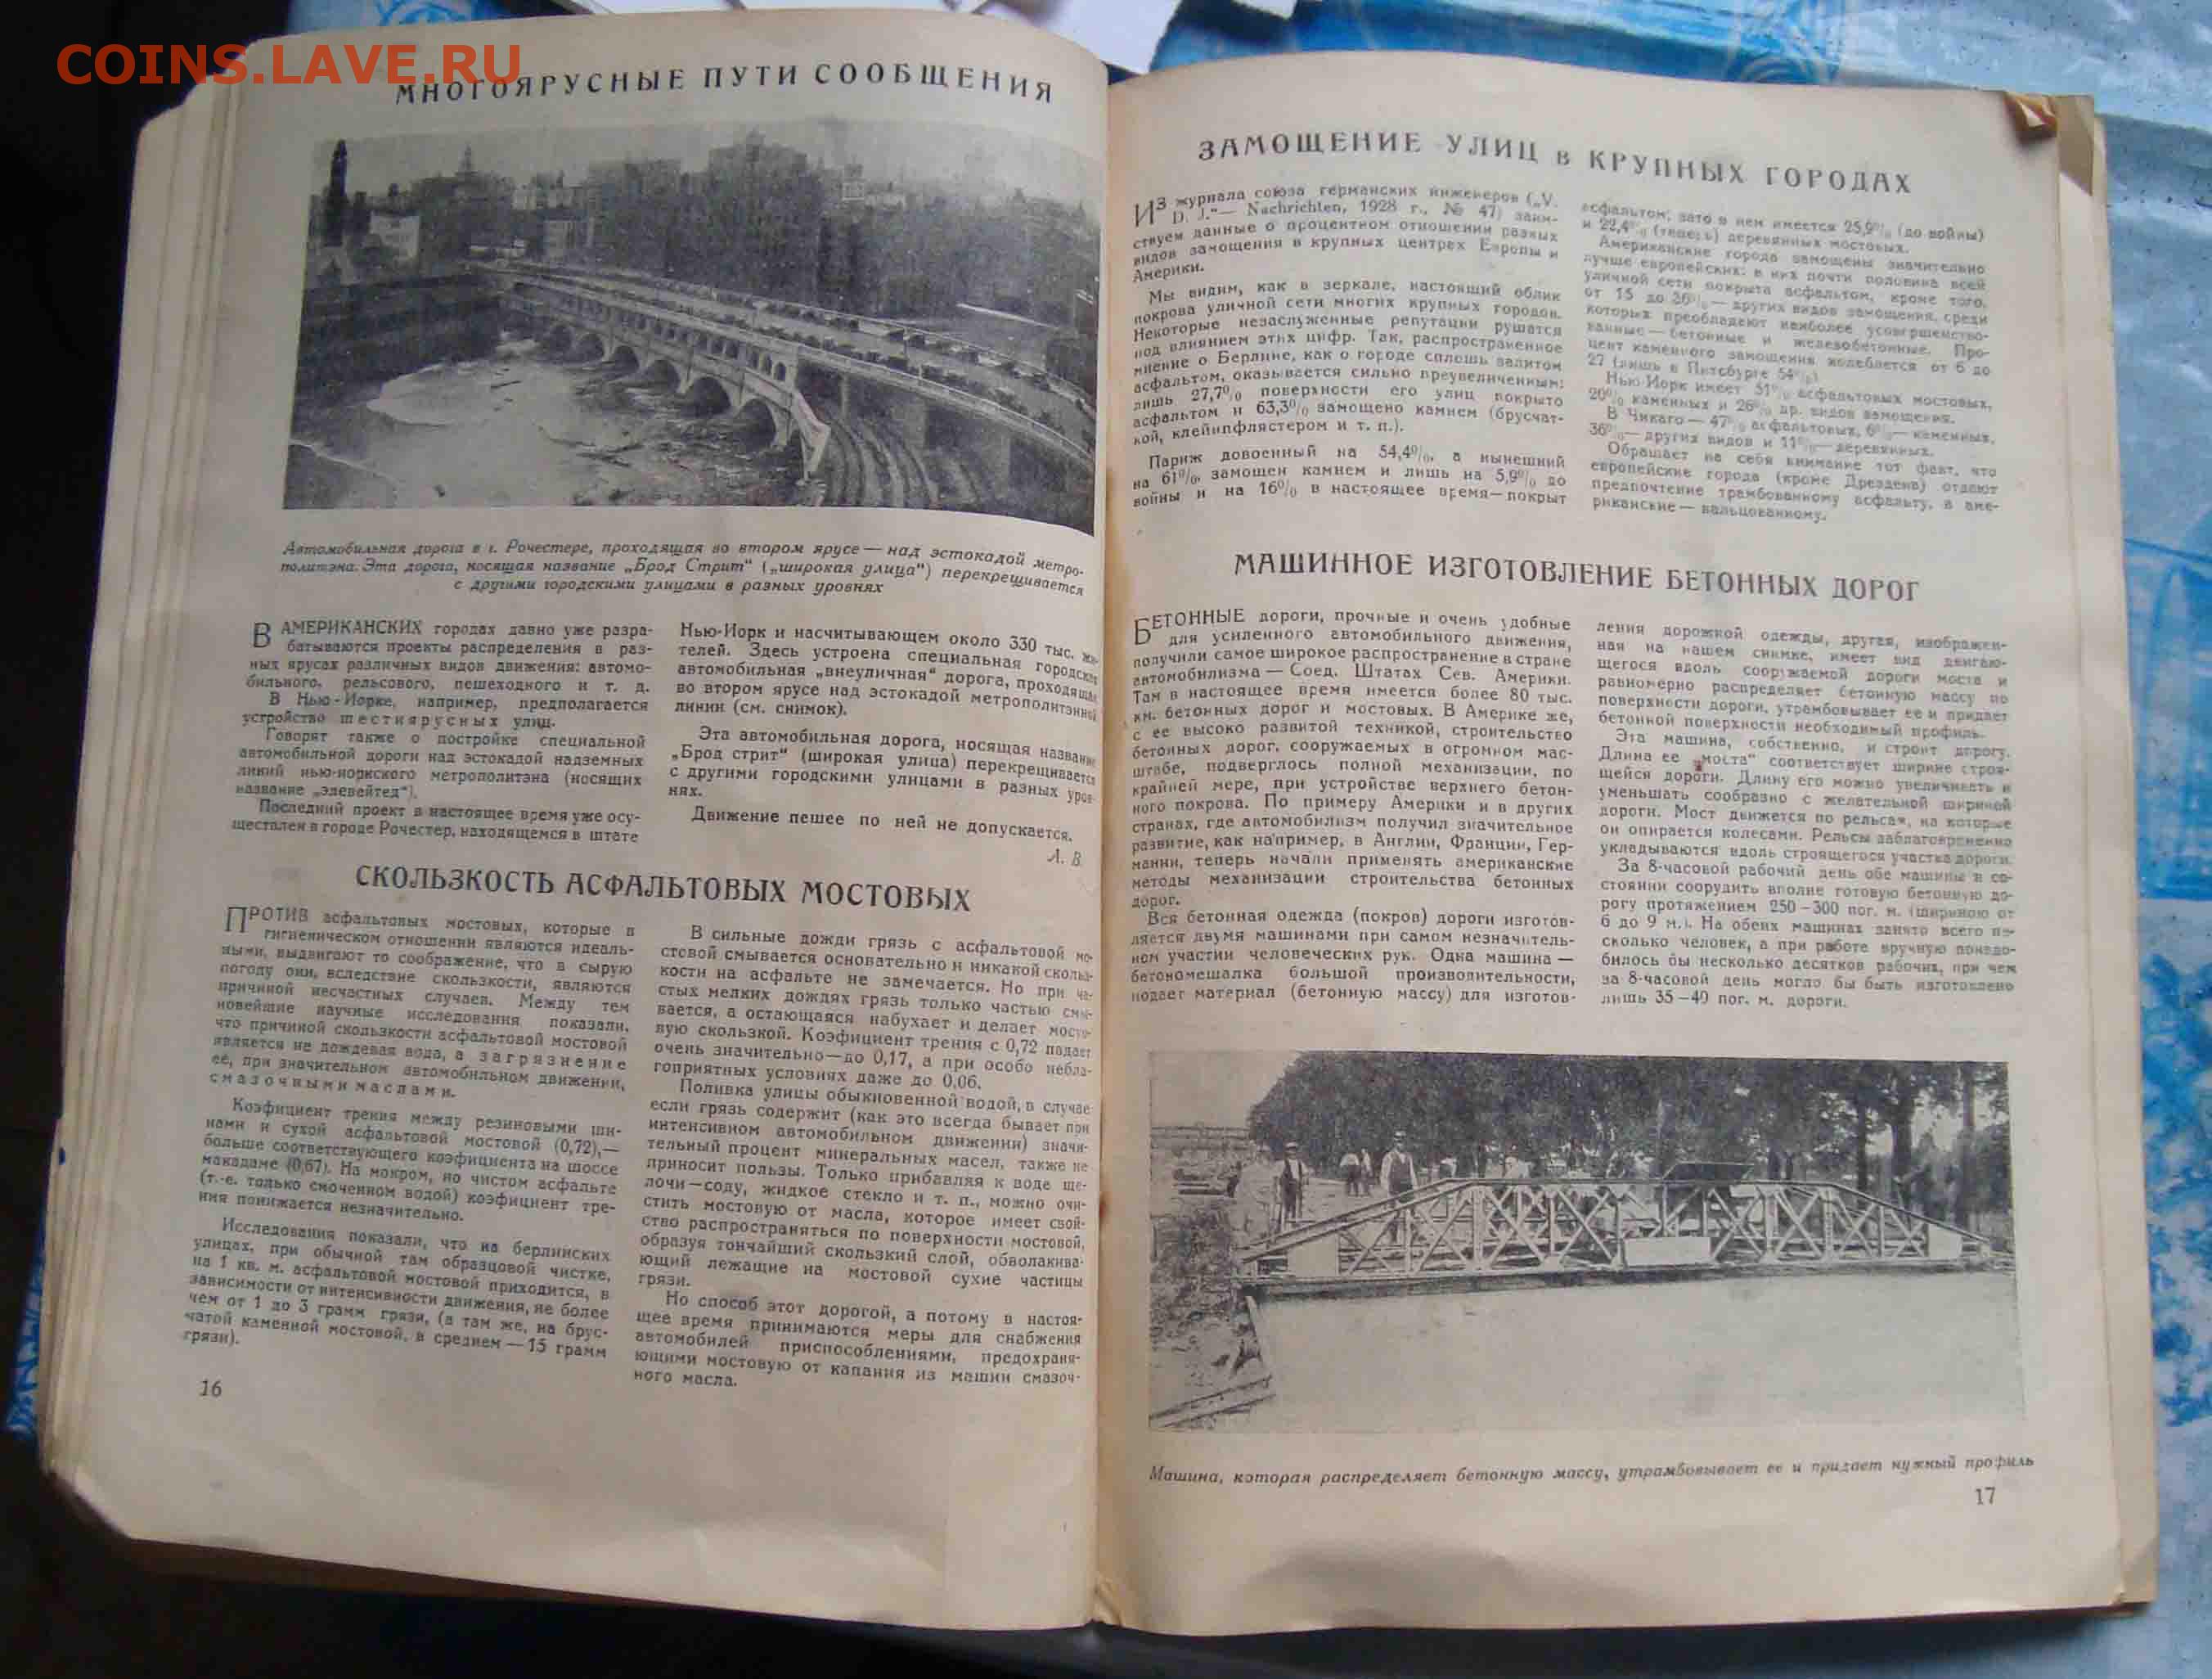 COINS.LAVE.RU
МНОГОЯРУСНЫЕ ПУТИ СООБЩЕНИЯ
Автомобильная дорога в г. Рочестере, проходящая во втором ярусе — над эстокадой метро-
политэна. Эта дорога, носящая название „Брод Стрит“ („широкая улица“) перекрещивается
с другими городскими улицами в разных уровнях
В АМЕРИКАНСКИХ городах давно уже разра-
батываются проекты распределения в раз-
ных ярусах различных видов движения: автомо-
бильного, рельсового, пешеходного и т. д.
В Нью-Йорке, например, предполагается
устройство шестиярусных улиц.
Говорят также о постройке специальной
автомобильной дороги над эстокадой надземных
линий нью-йоркского метрополитэна (носящих
название „элевейтед“).
Последний проект в настоящее время уже осу-
ществлен в городе Рочестер, находящемся в штате
Нью-Йорк и насчитывающем около 330 тыс. жи-
телей. Здесь устроена специальная городская
автомобильная „внеуличная“ дорога, проходящая
во втором ярусе над эстокадой метрополитэнной
линии (см. снимок).
Эта автомобильная дорога, носящая название
„Брод стрит“ (широкая улица) перекрещивается
с другими городскими улицами в разных уров-
нях.
Движение пешее по ней не допускается.
А. В.
СКОЛЬЗКОСТЬ АСФАЛЬТОВЫХ МОСТОВЫХ
ПРОТИВ асфальтовых мостовых, которые в
гигиеническом отношении являются идеаль-
ными, выдвигают то соображение, что в сырую
погоду они, вследствие скользкости, являются
причиной несчастных случаев. Между тем
новейшие научные исследования показали,
что причиной скользкости асфальтовой мостовой
является не дождевая вода, а загрязнение
ее, при значительном автомобильном движении,
смазочными маслами.
Коэфициент трения между резиновыми ши-
нами и сухой асфальтовой мостовой (0,72),—
больше соответствующего коэфициента на шоссе
макадаме (0,67). На мокром, но чистом асфальте
(т.-е. только смоченном водой) коэфициент тре-
ния понижается незначительно.
Исследования показали, что на берлинских
улицах, при обычной там образцовой чистке,
на 1 кв. м. асфальтовой мостовой приходится, в
зависимости от интенсивности движения, не более
чем от 1 до 3 грамм грязи, (а там же, на брус-
чатой каменной мостовой, в среднем — 15 грамм
грязи).
В сильные дожди грязь с асфальтовой мо-
стовой смывается основательно и никакой скольз-
кости на асфальте не замечается. Но при ча-
стых мелких дождях грязь только частью смы-
вается, а остающаяся набухает и делает мосто-
вую скользкой. Коэфициент трения с 0,72 падает
очень значительно—до 0,17, а при особо небла-
гоприятных условиях даже до 0,06.
Поливка улицы обыкновенной водой, в случае
если грязь содержит (как это всегда бывает при
интенсивном автомобильном движении) значи-
тельный процент минеральных масел, также не
приносит пользы. Только прибавляя к воде ще-
лочи—соду, жидкое стекло и т. п., можно очи-
стить мостовую от масла, которое имеет свой-
ство распространяться по поверхности мостовой,
образуя тончайший скользкий слой, обволакива-
ющий лежащие на мостовой сухие частицы
грязи.
Но способ этот дорогой, а потому в настоя-
щее время принимаются меры для снабжения
автомобилей приспособлениями, предохраня-
ющими мостовую от капания из машин смазоч-
ного масла.
16
ЗАМОЩЕНИЕ УЛИЦ в КРУПНЫХ ГОРОДАХ
ИЗ журнала союза германских инженеров („V.
D. J.“— Nachrichten, 1928 г., № 47) заим-
ствуем данные о процентном отношении разных
видов замощения в крупных центрах Европы и
Америки.
Мы видим, как в зеркале, настоящий облик
покрова уличной сети многих крупных городов.
Некоторые незаслуженные репутации рушатся
под влиянием этих цифр. Так, распространенное
мнение о Берлине, как о городе сплошь залитом
асфальтом, оказывается сильно преувеличенным:
лишь 27,7% поверхности его улиц покрыто
асфальтом и 63,3% замощено камнем (брусчат-
кой, клейнпфлястером и т. п.).
Париж довоенный на 54,4%, а нынешний
на 61%, замощен камнем и лишь на 5,9% до
войны и на 16% в настоящее время—покрыт
асфальтом; зато в нем имеется 25,9% (до войны)
и 22,4% (теперь) деревянных мостовых.
Американские города замощены значительно
лучше европейских: в них почти половина всей
уличной сети покрыта асфальтом, кроме того,
от 15 до 26% — других видов замощения, среди
которых преобладают наиболее усовершенство-
ванные — бетонные и железобетонные. Про-
цент каменного замощения колеблется от 6 до
27 (лишь в Питсбурге 54%)
Нью-Йорк имеет 51% асфальтовых мостовых,
20% каменных и 26% др. видов замощения.
В Чикаго — 47% асфальтовых, 6% — каменных,
36% — других видов и 11% — деревянных.
Обращает на себя внимание тот факт, что
европейские города (кроме Дрездена) отдают
предпочтение трамбованному асфальту, а аме-
риканские — вальцованному.
МАШИННОЕ ИЗГОТОВЛЕНИЕ БЕТОННЫХ ДОРОГ
БЕТОННЫЕ дороги, прочные и очень удобные
для усиленного автомобильного движения,
получили самое широкое распространение в стране
автомобилизма — Соед. Штатах Сев. Америки.
Там в настоящее время имеется более 80 тыс.
км. бетонных дорог и мостовых. В Америке же,
с ее высоко развитой техникой, строительство
бетонных дорог, сооружаемых в огромном мас-
штабе, подверглось полной механизации, по
крайней мере, при устройстве верхнего бетон-
ного покрова. По примеру Америки и в других
странах, где автомобилизм получил значительное
развитие, как например, в Англии, Франции, Гер-
мании, теперь начали применять американские
методы механизации строительства бетонных
дорог.
Вся бетонная одежда (покров) дороги изготов-
ляется двумя машинами при самом незначитель-
ном участии человеческих рук. Одна машина —
бетономешалка большой производительности,
подает материал (бетонную массу) для изготов-
ления дорожной одежды, другая, изображен-
ная на нашем снимке, имеет вид двигаю-
щегося вдоль сооружаемой дороги моста и
равномерно распределяет бетонную массу по
поверхности дороги, утрамбовывает ее и придает
бетонной поверхности необходимый профиль.
Эта машина, собственно, и строит дорогу.
Длина ее „моста“ соответствует ширине строя-
щейся дороги. Длину его можно увеличивать и
уменьшать сообразно с желательной шириной
дороги. Мост движется по рельсам, на которые
он опирается колесами. Рельсы заблаговременно
укладываются вдоль строящегося участка дороги.
За 8-часовой рабочий день обе машины в со-
стоянии соорудить вполне готовую бетонную до-
рогу протяжением 250–300 пог. м. (шириною от
6 до 9 м.). На обеих машинах занято всего не-
сколько человек, а при работе вручную понадо-
билось бы несколько десятков рабочих, при чем
за 8-часовой день могло бы быть изготовлено
лишь 35–40 пог. м. дороги.
Машина, которая распределяет бетонную массу, утрамбовывает ее и придает нужный профиль
17